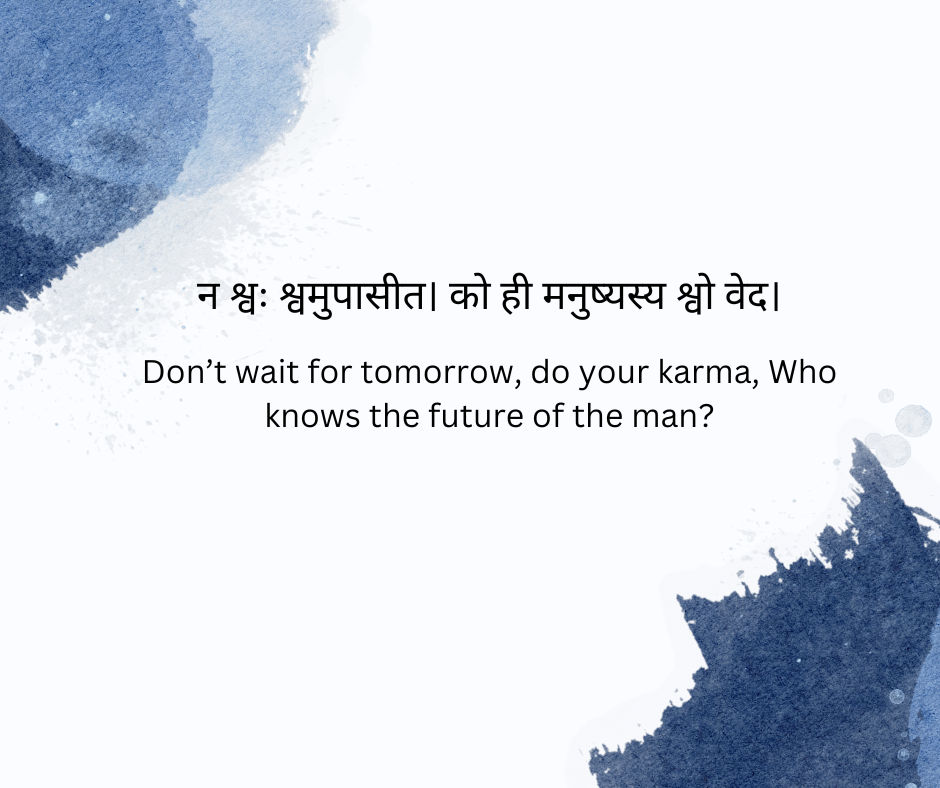 न श्वः श्वमुपासीत। को ही मनुष्यस्य श्वो वेद।
Don’t wait for tomorrow, do your karma, Who
knows the future of the man?